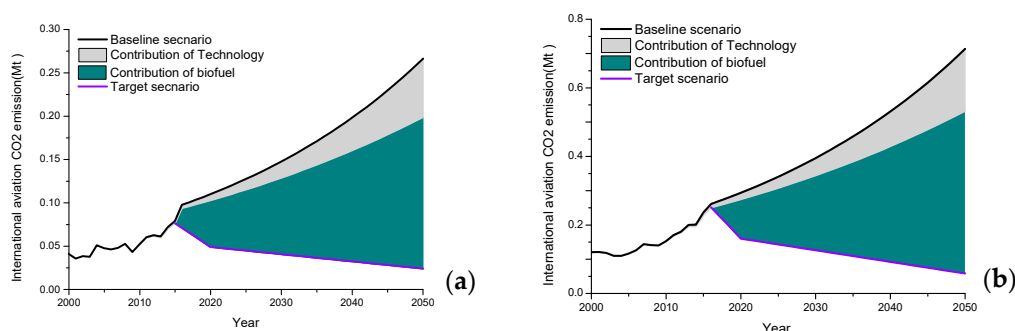 Baseline secnario
Contribution of Technology
Contribution of biofuel
Target secnario
International aviation CO2 emission(Mt )
0.30
0.25
0.20
0.15
0.10
0.05
0.00
2000
2010
2020
2030
2040
2050
Year
(a)
Baseline scenario
Contribution of Technology
Contribution of biofuel
Target scenario
International aviation CO2 emission(Mt )
0.8
0.6
0.4
0.2
0.0
2000
2010
2020
2030
2040
2050
Year
(b)